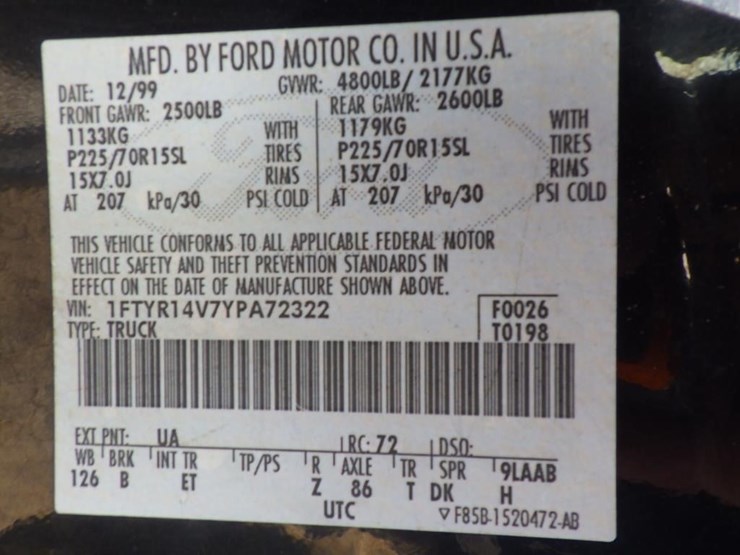 MFD. BY FORD MOTOR CO. IN U.S.A.
DATE: 12/99 GVWR: 4800LB/ 2177KG
FRONT GAWR: 2500LB REAR GAWR: 2600LB
1133KG WITH 1179KG WITH
P225/70R15SL TIRES P225/70R15SL TIRES
15X7.0J RIMS 15X7.0J RIMS
AT 207 kPa/30 PSI COLD AT 207 kPa/30 PSI COLD
THIS VEHICLE CONFORMS TO ALL APPLICABLE FEDERAL MOTOR
VEHICLE SAFETY AND THEFT PREVENTION STANDARDS IN
EFFECT ON THE DATE OF MANUFACTURE SHOWN ABOVE.
VIN: 1FTYR14V7YPA72322 F0026
TYPE: TRUCK T0198
EXT PNT: UA RC: 72 DSO:
WB BRK INT TR TP/PS R AXLE TR SPR 9LAAB
126 B ET Z 86 T DK H
UTC ▽ F85B-1520472-AB